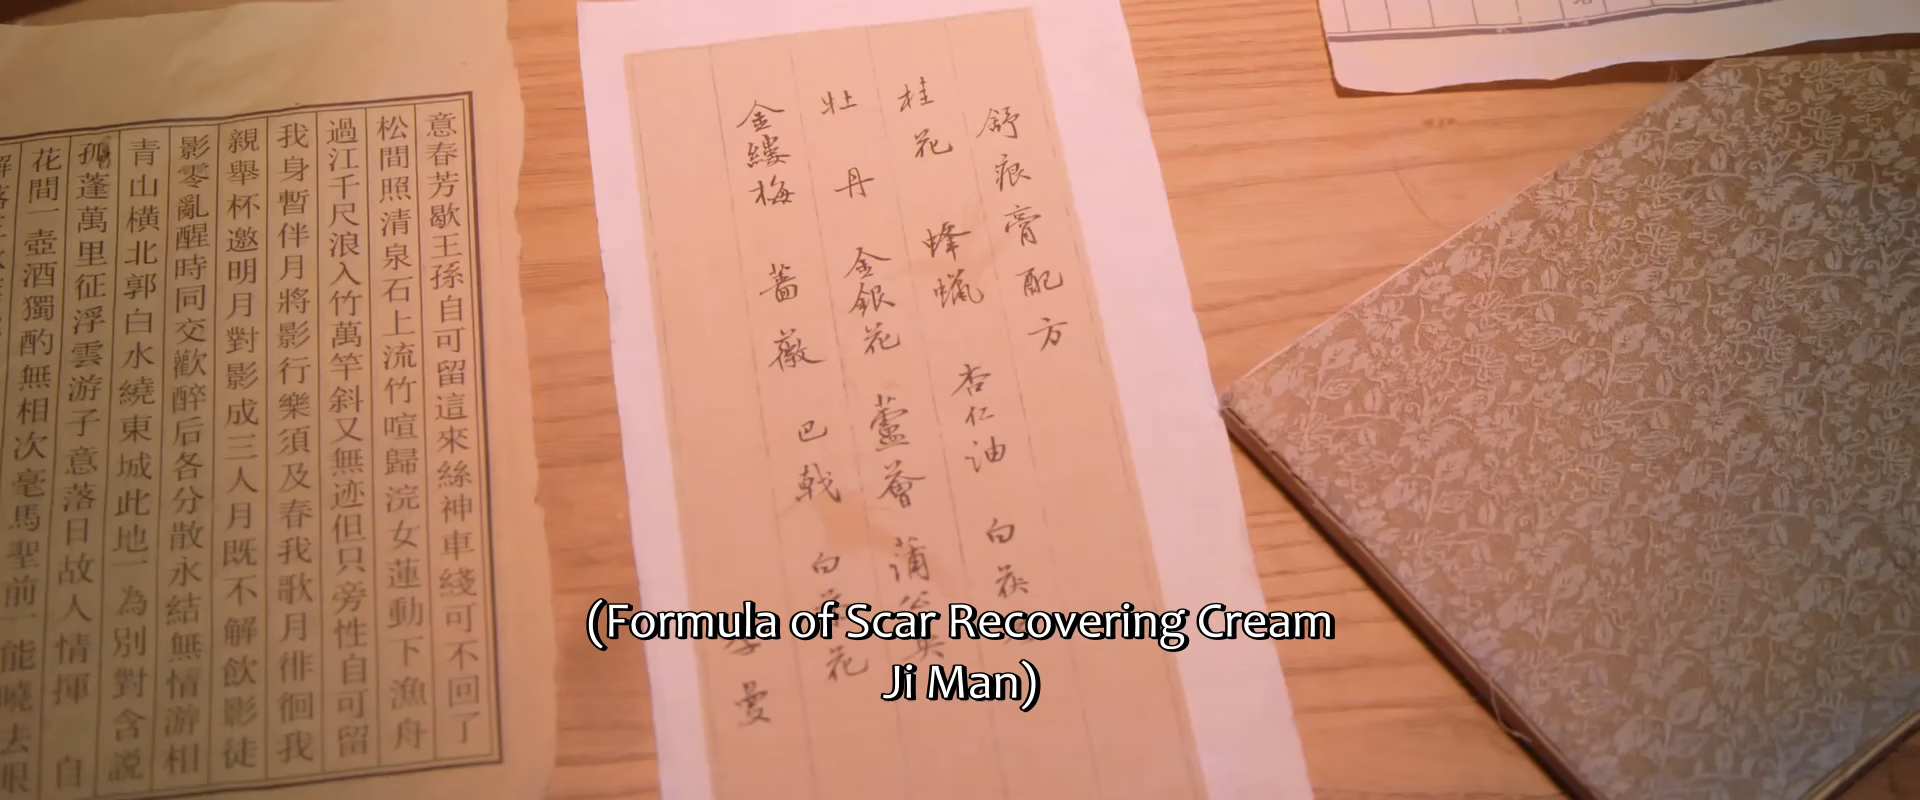 意春芳歇王孫自可留這來絲神車綫可不回了
松間照清泉石上流竹喧歸浣女蓮動下漁舟
過江千尺浪入竹萬竿斜又無迹但只旁性自可留
我身暫伴月將影行樂須及春我歌月徘徊我
親舉杯邀明月對影成三人月既不解飲影徒
影零亂醒時同交歡醉后各分散永結無情游相
青山橫北郭白水繞東城此地一為別對含説
孤蓬萬里征浮雲游子意落日故人情揮 自
花間一壺酒獨酌無相次亳馬聖前一能曉去眼
舒痕膏配方
桂花 蜂蠟 杏仁油 白茯
牡丹 金銀花 蘆薈 蒲公英
金縷梅 薔薇 巴戟 白 花
季曼
(Formula of Scar Recovering Cream
Ji Man)